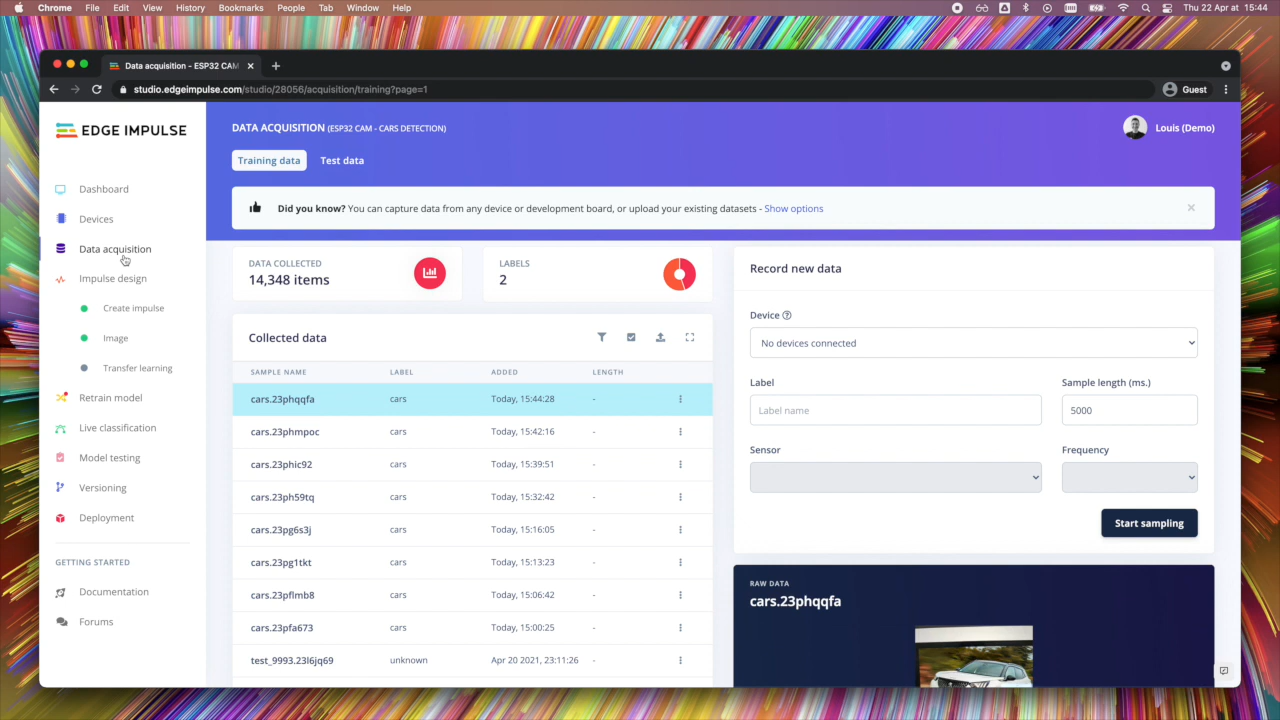 Chrome File Edit View History Bookmarks People Tab Window Help Thu 22 Apr at 15:44
Data acquisition - ESP32 CAM
studio.edgeimpulse.com/studio/28056/acquisition/training?page=1 Guest
EDGE IMPULSE
Dashboard
Devices
Data acquisition
Impulse design
Create impulse
Image
Transfer learning
Retrain model
Live classification
Model testing
Versioning
Deployment
GETTING STARTED
Documentation
Forums
DATA ACQUISITION (ESP32 CAM - CARS DETECTION)
Louis (Demo)
Training data Test data
Did you know? You can capture data from any device or development board, or upload your existing datasets - Show options
DATA COLLECTED
14,348 items
LABELS
2
Collected data
SAMPLE NAME LABEL ADDED LENGTH
cars.23phqqfa cars Today, 15:44:28 -
cars.23phmpoc cars Today, 15:42:16 -
cars.23phic92 cars Today, 15:39:51 -
cars.23ph59tq cars Today, 15:32:42 -
cars.23pg6s3j cars Today, 15:16:05 -
cars.23pg1tkt cars Today, 15:13:23 -
cars.23pflmb8 cars Today, 15:06:42 -
cars.23pfa673 cars Today, 15:00:25 -
test_9993.23l6jq69 unknown Apr 20 2021, 23:11:26 -
Record new data
Device
No devices connected
Label Sample length (ms.)
Label name 5000
Sensor Frequency
Start sampling
RAW DATA
cars.23phqqfa